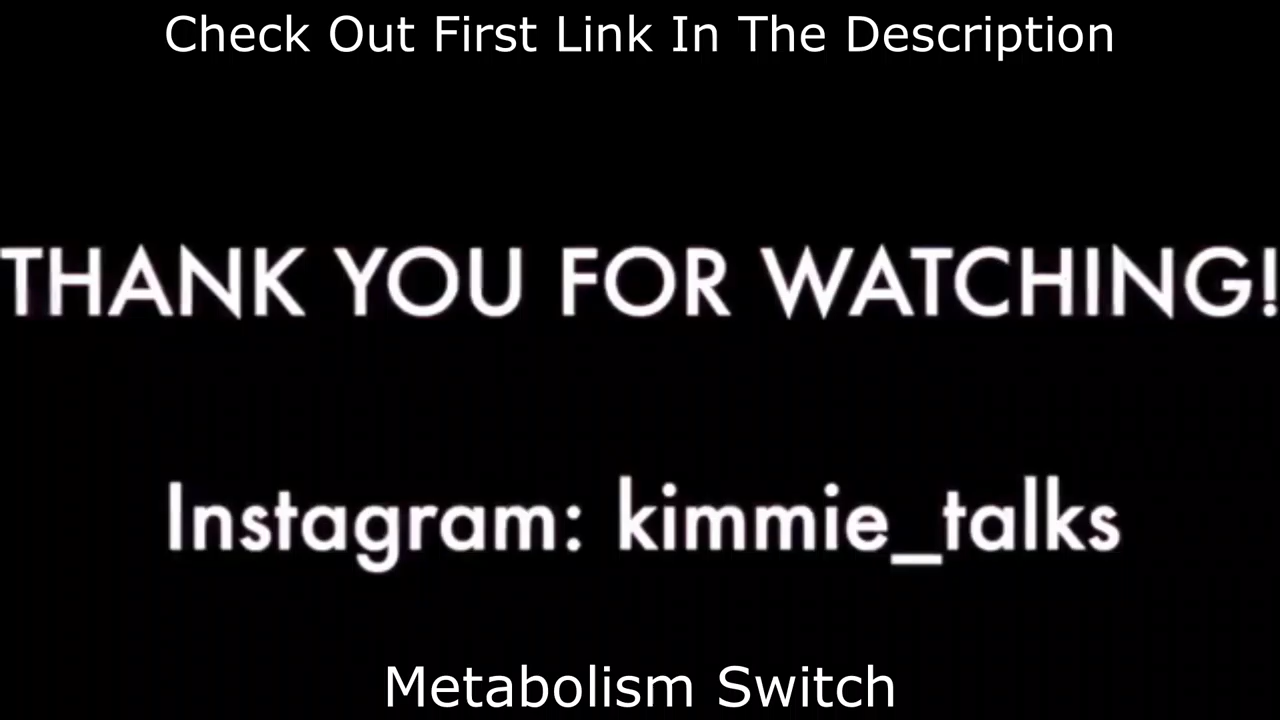 Check Out First Link In The Description
THANK YOU FOR WATCHING!
Instagram: kimmie_talks
Metabolism Switch